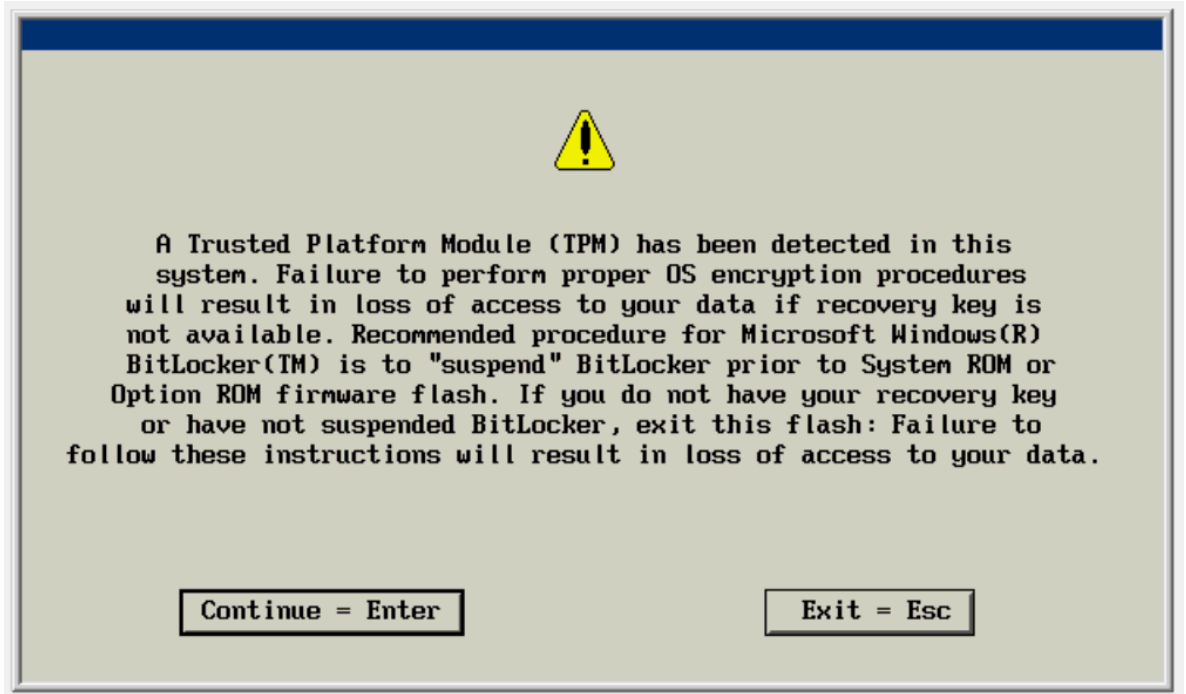 A Trusted Platform Module (TPM) has been detected in this
system. Failure to perform proper OS encryption procedures
will result in loss of access to your data if recovery key is
not available. Recommended procedure for Microsoft Windows(R)
BitLocker(TM) is to "suspend" BitLocker prior to System ROM or
Option ROM firmware flash. If you do not have your recovery key
or have not suspended BitLocker, exit this flash: Failure to
follow these instructions will result in loss of access to your data.
Continue = Enter
Exit = Esc